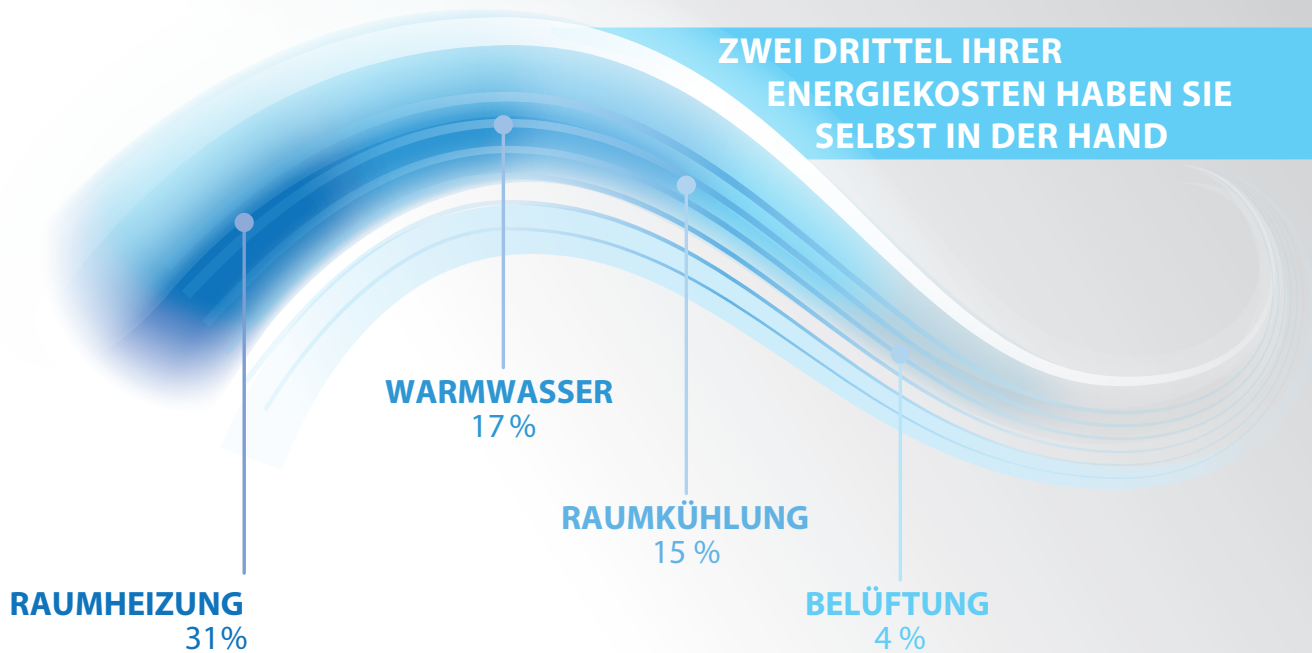 ZWEI DRITTEL IHRER
ENERGIEKOSTEN HABEN SIE
SELBST IN DER HAND
WARMWASSER
17 %
RAUMKÜHLUNG
15 %
RAUMHEIZUNG
31%
BELÜFTUNG
4 %